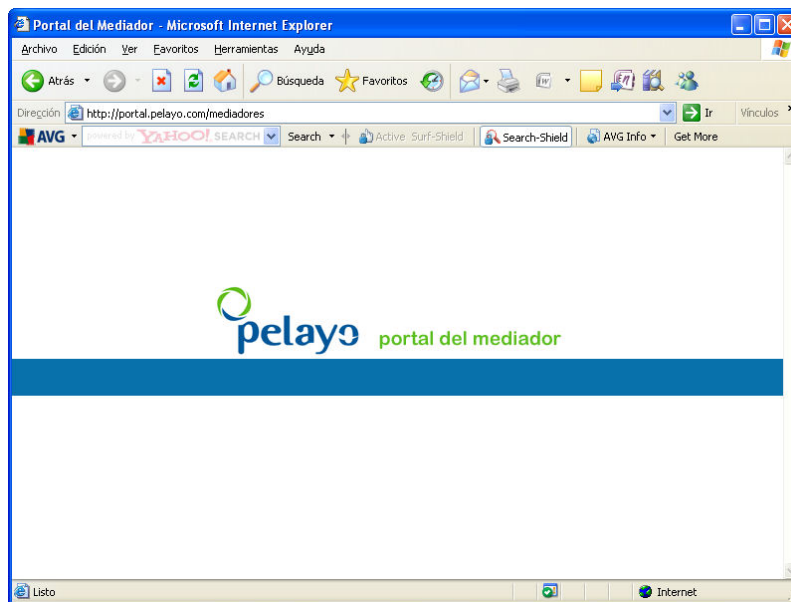 Portal del Mediador - Microsoft Internet Explorer
Archivo Edición Ver Favoritos Herramientas Ayuda
Atrás Búsqueda Favoritos
Dirección http://portal.pelayo.com/mediadores Ir Vínculos
AVG powered by YAHOO! SEARCH Search Active Surf-Shield Search-Shield AVG Info Get More
pelayo portal del mediador
Listo Internet